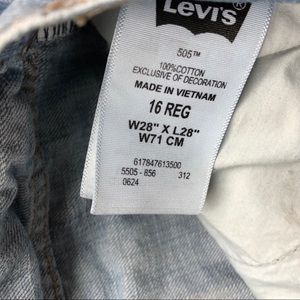 Levi's
505™
100%COTTON
EXCLUSIVE OF DECORATION
MADE IN VIETNAM
16 REG
W28" X L28"
W71 CM
617847613500
5505 - 856 312
0624